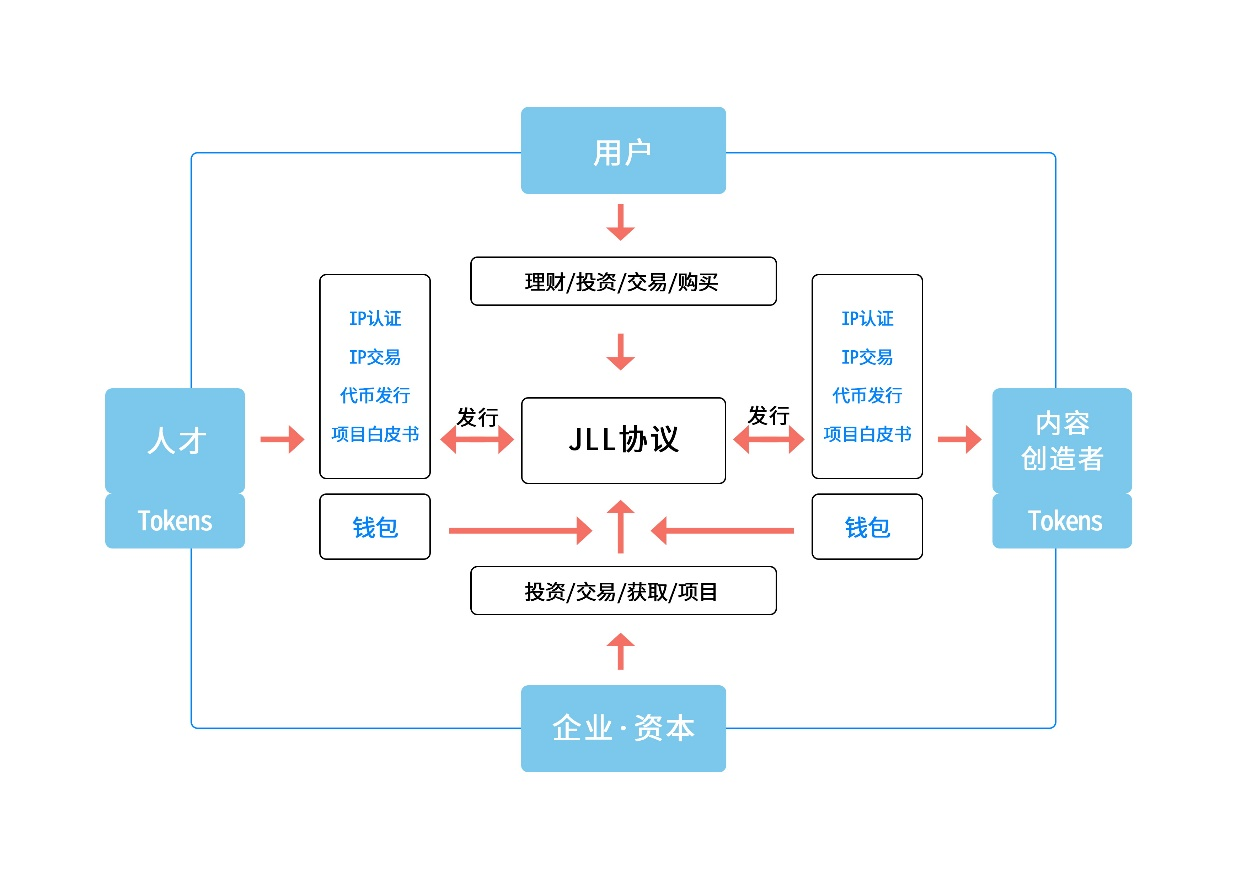 用户
理财/投资/交易/购买
IP认证
IP交易
代币发行
项目白皮书
钱包
人才
Tokens
发行
JLL协议
发行
IP认证
IP交易
代币发行
项目白皮书
钱包
内容
创造者
Tokens
投资/交易/获取/项目
企业·资本